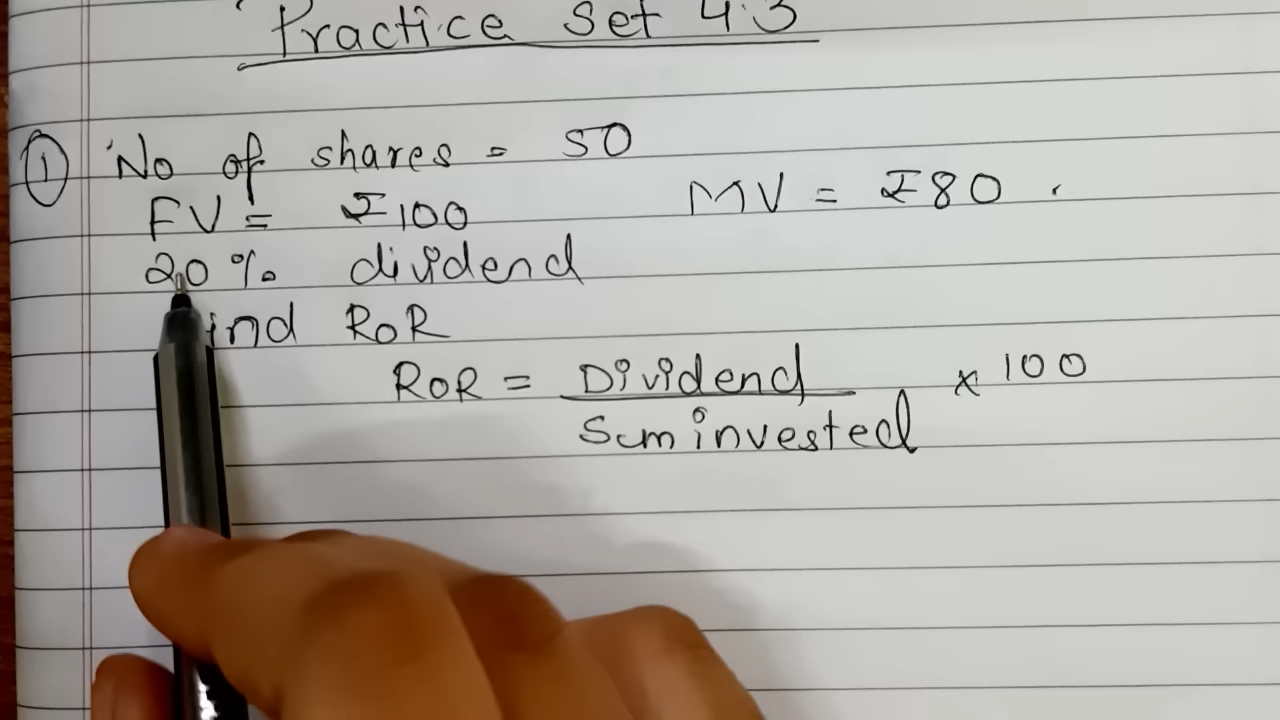 Practice Set 4.3
① No of shares = 50
FV = ₹100 MV = ₹80 .
20% dividend
ind RoR
RoR = Dividend / Sum invested × 100